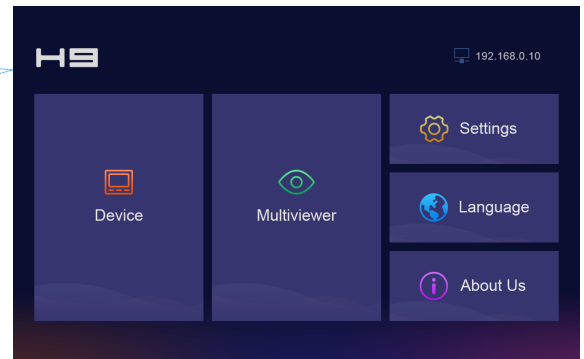 H9
192.168.0.10
Device
Multiviewer
Settings
Language
About Us